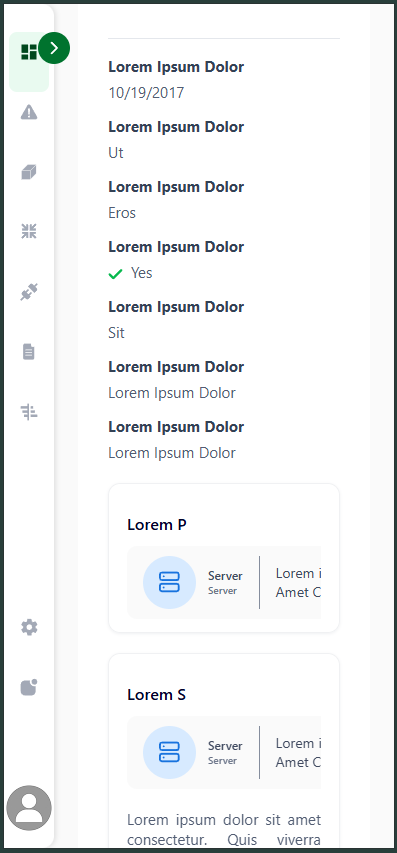 Lorem Ipsum Dolor
10/19/2017
Lorem Ipsum Dolor
Ut
Lorem Ipsum Dolor
Eros
Lorem Ipsum Dolor
Yes
Lorem Ipsum Dolor
Sit
Lorem Ipsum Dolor
Lorem Ipsum Dolor
Lorem Ipsum Dolor
Lorem Ipsum Dolor
Lorem P
Server
Server
Lorem i
Amet C
Lorem S
Server
Server
Lorem i
Amet C
Lorem ipsum dolor sit amet
consectetur. Quis viverra